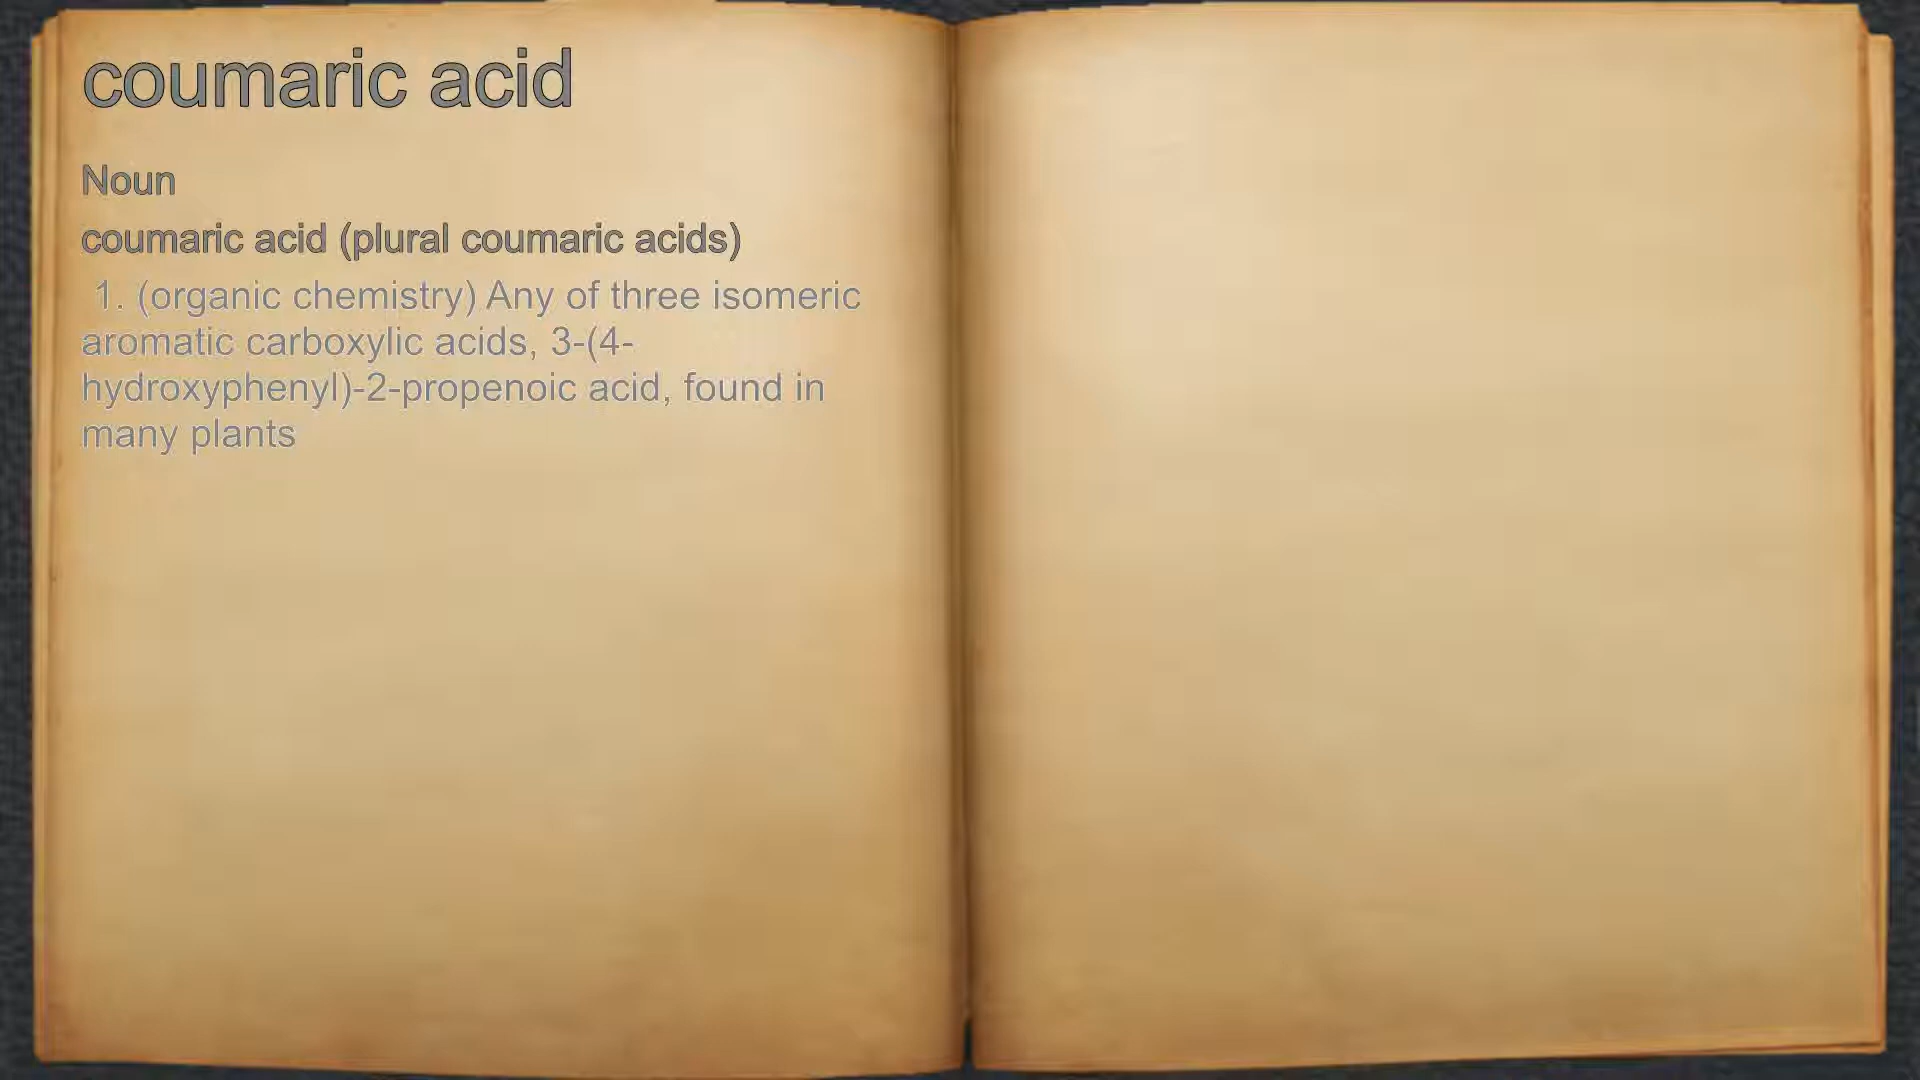 coumaric acid
Noun
coumaric acid (plural coumaric acids)
1. (organic chemistry) Any of three isomeric
aromatic carboxylic acids, 3-(4-
hydroxyphenyl)-2-propenoic acid, found in
many plants